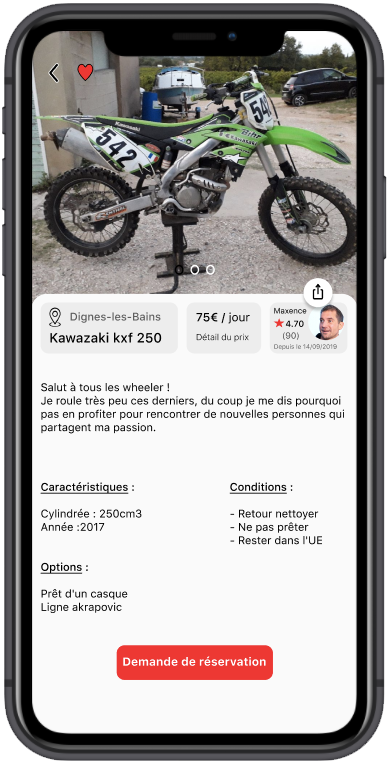 542
Kawasaki
542
Dignes-les-Bains
Kawazaki kxf 250
75€ / jour
Détail du prix
Maxence
4.70
(90)
Depuis le 14/09/2019
Salut à tous les wheeler !
Je roule très peu ces derniers, du coup je me dis pourquoi
pas en profiter pour rencontrer de nouvelles personnes qui
partagent ma passion.
Caractéristiques :
Cylindrée : 250cm3
Année :2017
Conditions :
- Retour nettoyer
- Ne pas prêter
- Rester dans l'UE
Options :
Prêt d'un casque
Ligne akrapovic
Demande de réservation